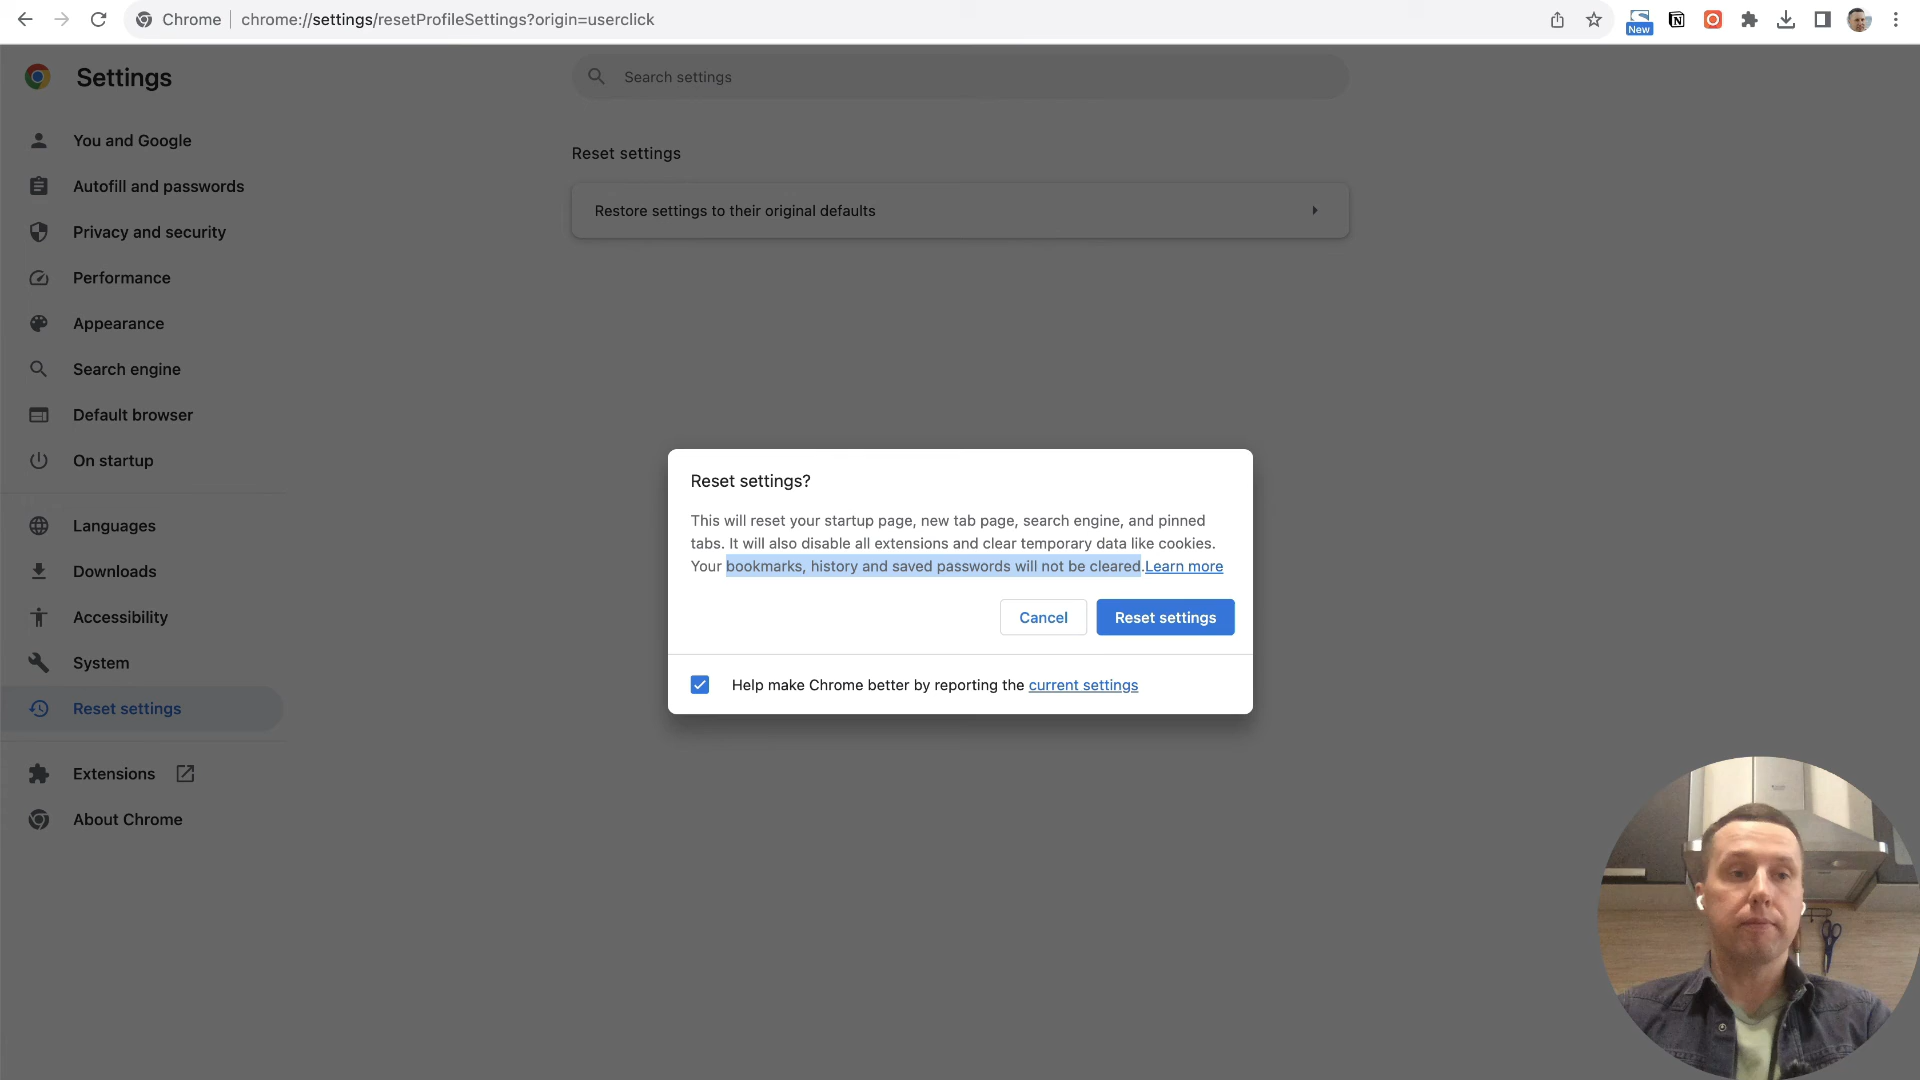 Chrome
chrome://settings/resetProfileSettings?origin=userclick
New
Settings
Search settings
You and Google
Autofill and passwords
Privacy and security
Performance
Appearance
Search engine
Default browser
On startup
Languages
Downloads
Accessibility
System
Reset settings
Extensions
About Chrome
Reset settings
Restore settings to their original defaults
Reset settings?
This will reset your startup page, new tab page, search engine, and pinned
tabs. It will also disable all extensions and clear temporary data like cookies.
Your bookmarks, history and saved passwords will not be cleared.Learn more
Cancel
Reset settings
Help make Chrome better by reporting the current settings